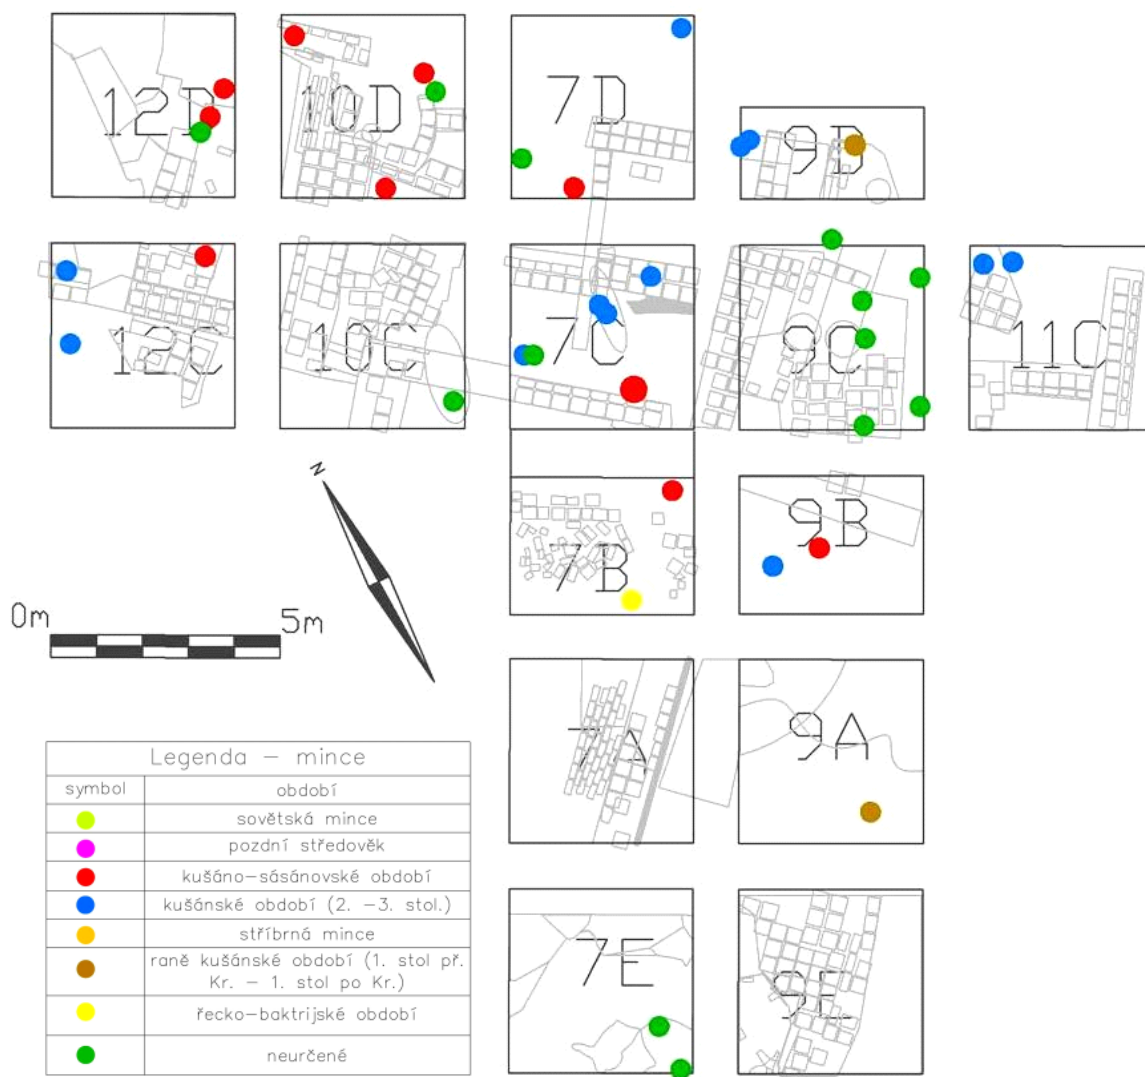 12D 10D 7D
9D
12C 10C 7C 9C 11C
N
7B 9B
0m 5m
7A 9A
Legenda – mince
symbol období
sovětská mince
pozdní středověk
kušáno–sásánovské období
kušánské období (2. –3. stol.)
stříbrná mince
raně kušánské období (1. stol př.
Kr. – 1. stol po Kr.)
řecko–baktrijské období
neurčené
7E 9E